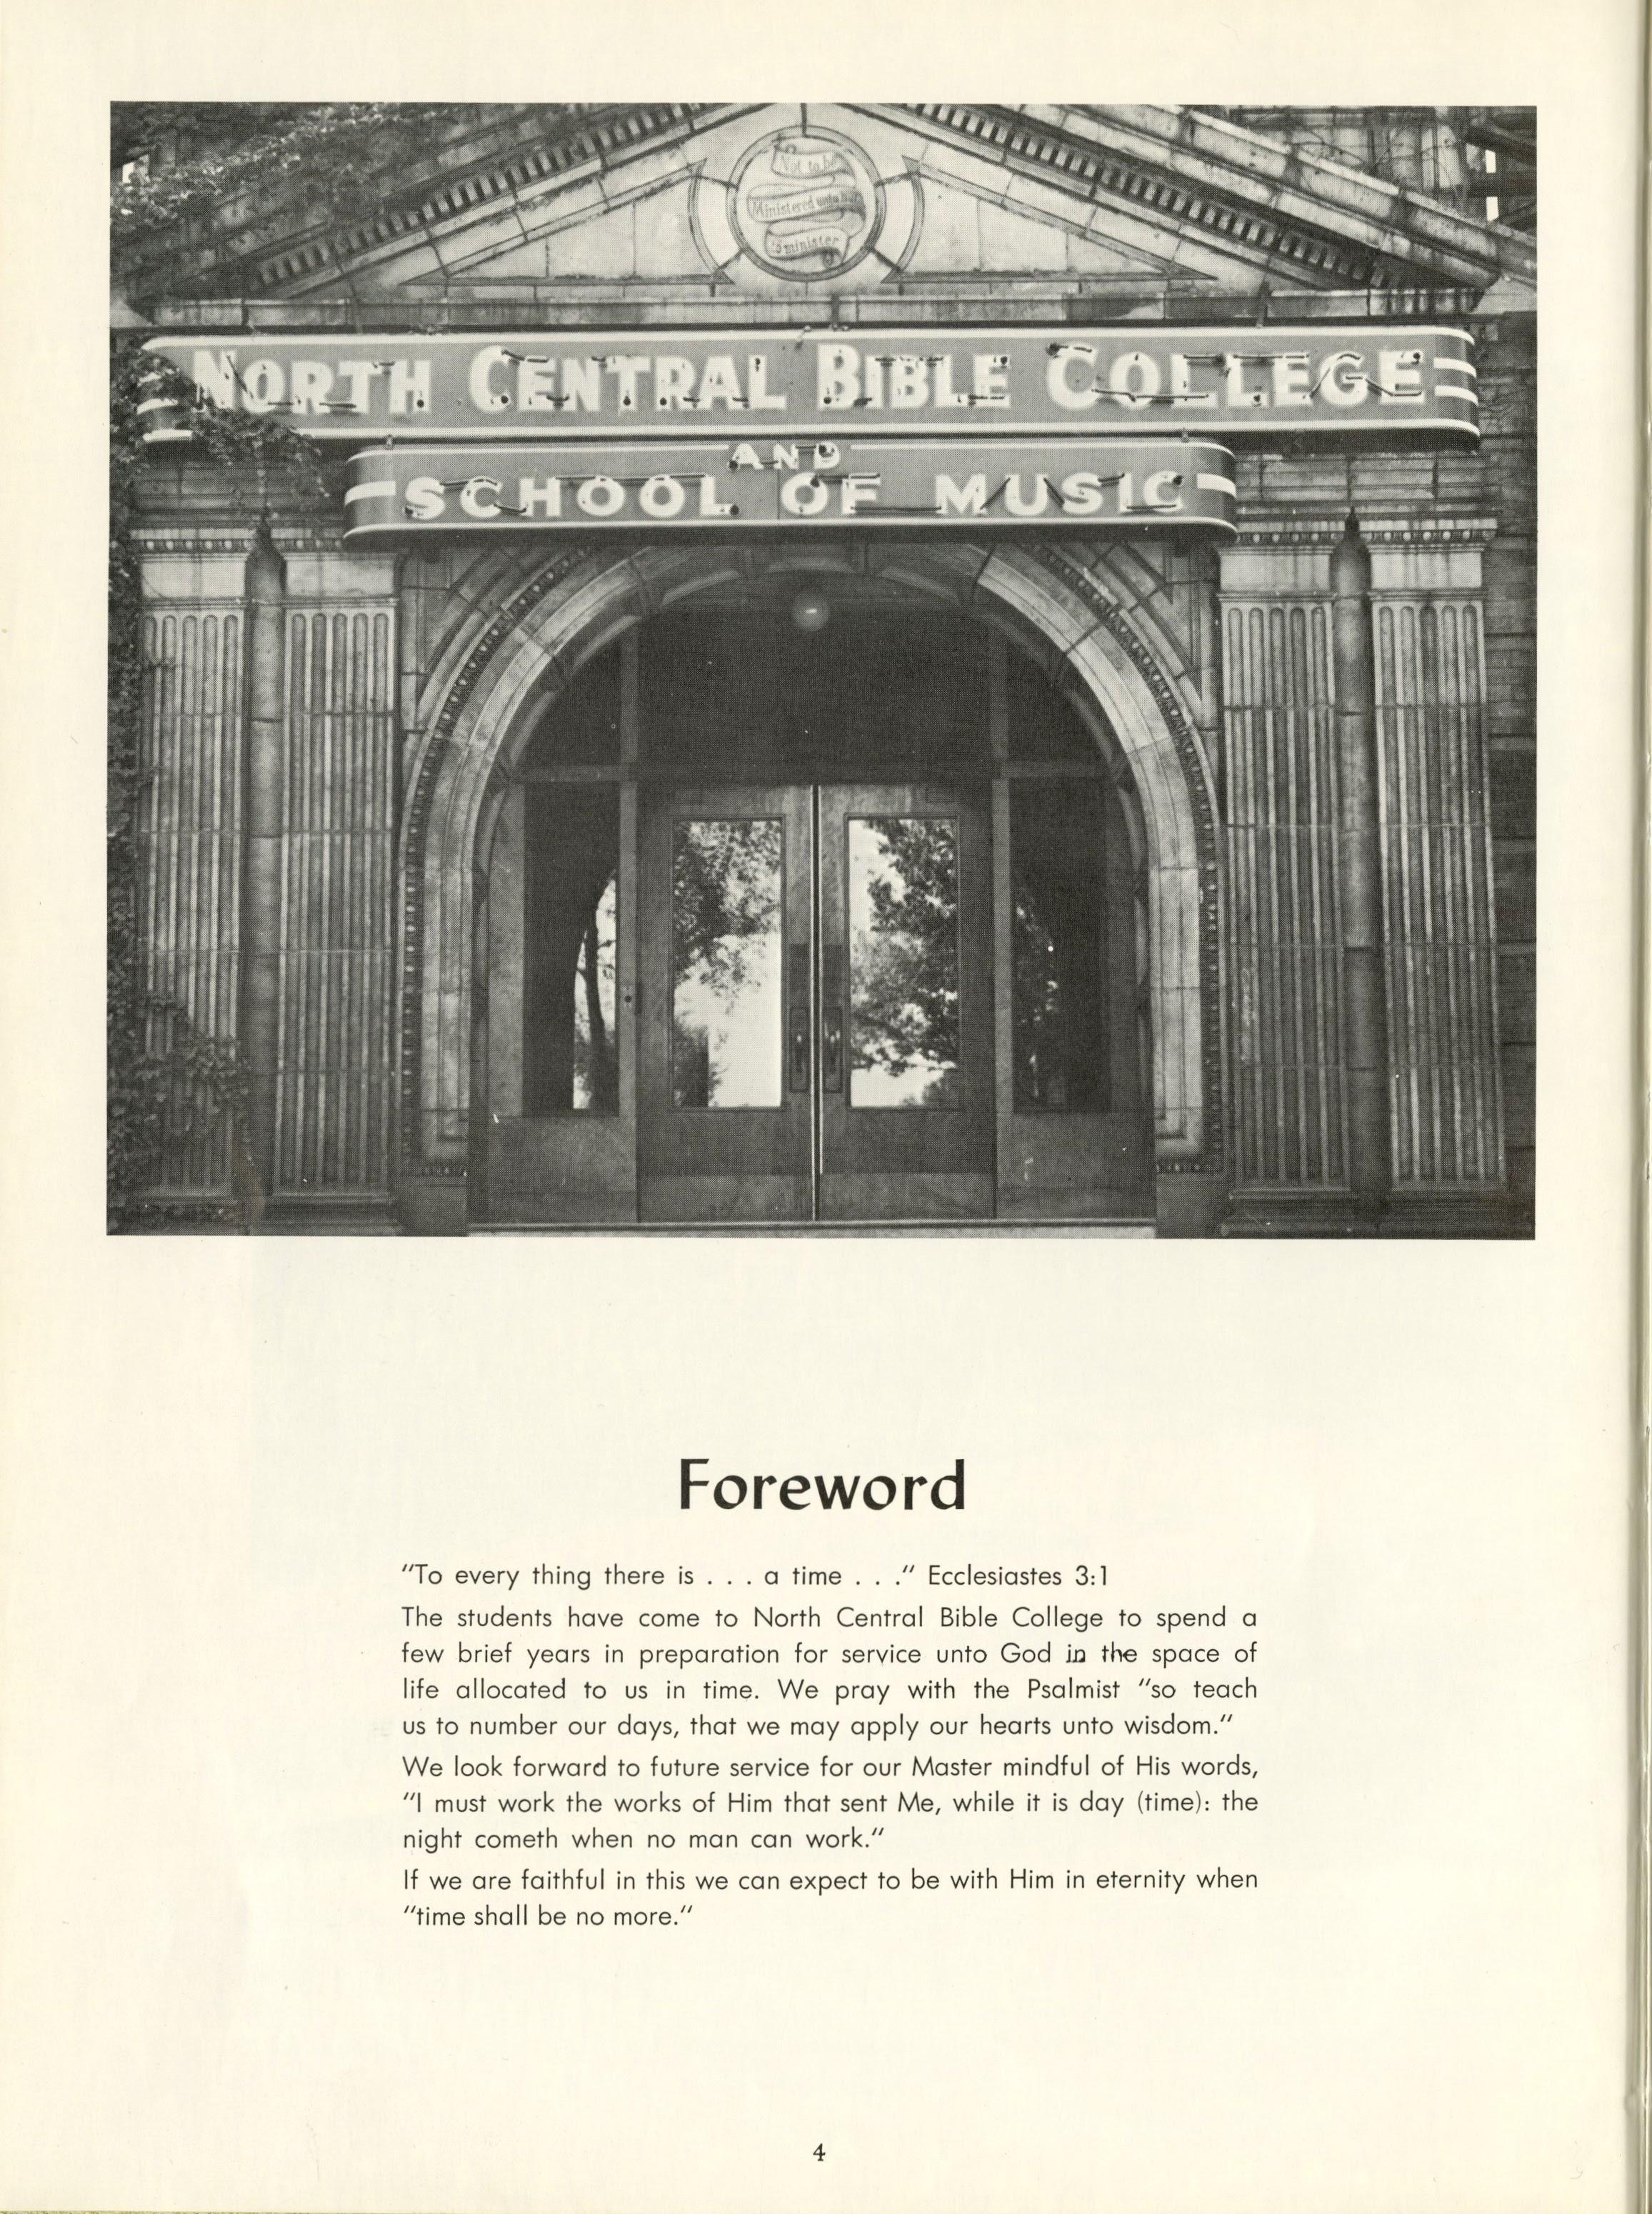 Not to be
Ministered unto but
to minister
NORTH CENTRAL BIBLE COLLEGE
AND
SCHOOL OF MUSIC
Foreword
"To every thing there is . . . a time . . ." Ecclesiastes 3:1
The students have come to North Central Bible College to spend a
few brief years in preparation for service unto God in the space of
life allocated to us in time. We pray with the Psalmist "so teach
us to number our days, that we may apply our hearts unto wisdom."
We look forward to future service for our Master mindful of His words,
"I must work the works of Him that sent Me, while it is day (time): the
night cometh when no man can work."
If we are faithful in this we can expect to be with Him in eternity when
"time shall be no more."
4